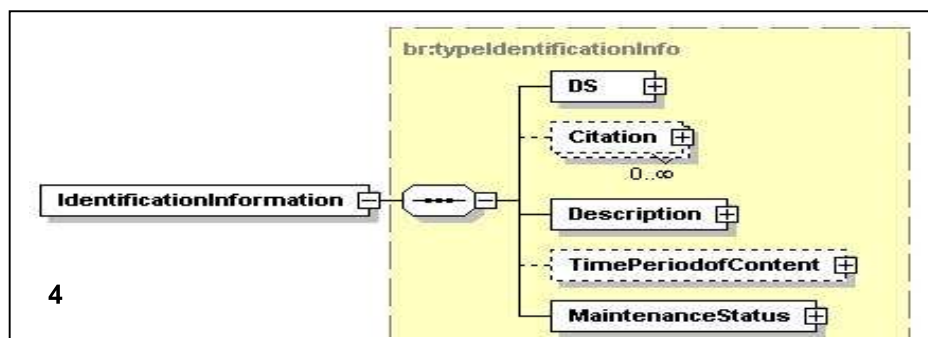 br:typeIdentificationInfo
DS
Citation
0..∞
IdentificationInformation
Description
TimePeriodofContent
4
MaintenanceStatus